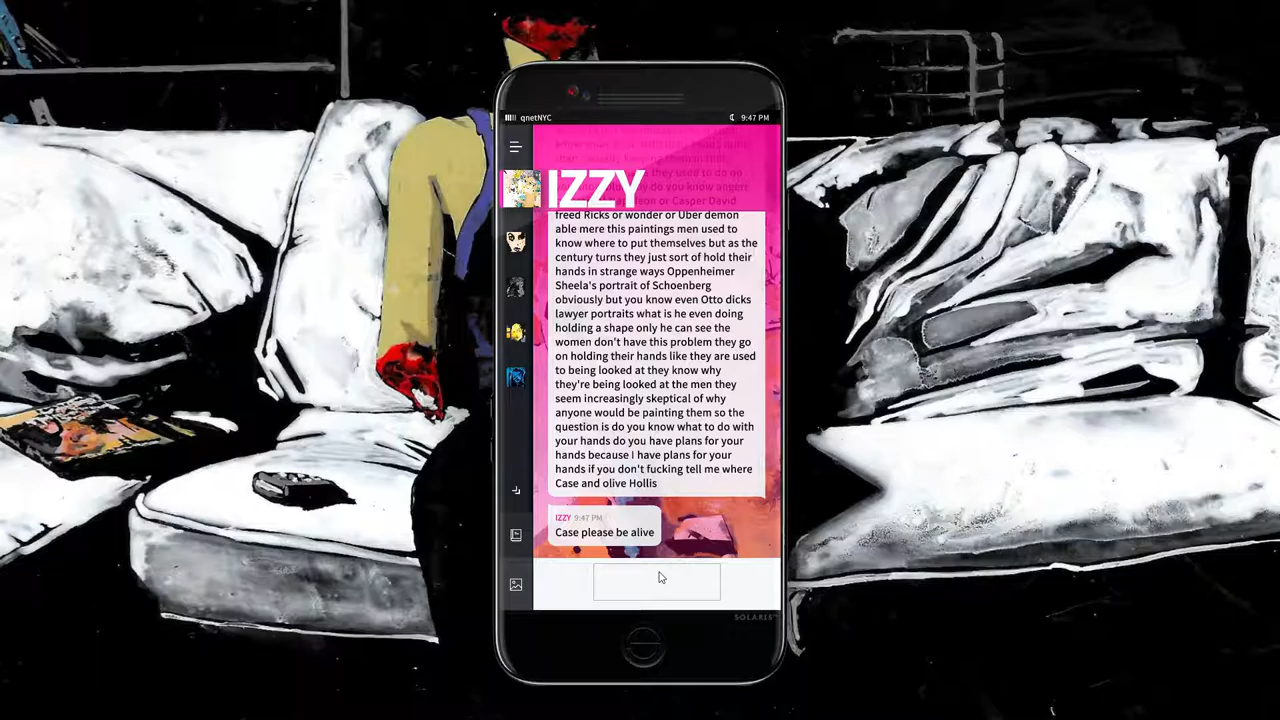 qnetNYC
9:47 PM
IZZY
freed Ricks or wonder or Uber demon
able mere this paintings men used to
know where to put themselves but as the
century turns they just sort of hold their
hands in strange ways Oppenheimer
Sheela's portrait of Schoenberg
obviously but you know even Otto dicks
lawyer portraits what is he even doing
holding a shape only he can see the
women don't have this problem they go
on holding their hands like they are used
to being looked at they know why
they're being looked at the men they
seem increasingly skeptical of why
anyone would be painting them so the
question is do you know what to do with
your hands do you have plans for your
hands because I have plans for your
hands if you don't fucking tell me where
Case and olive Hollis
IZZY 9:47 PM
Case please be alive
SOLARIS